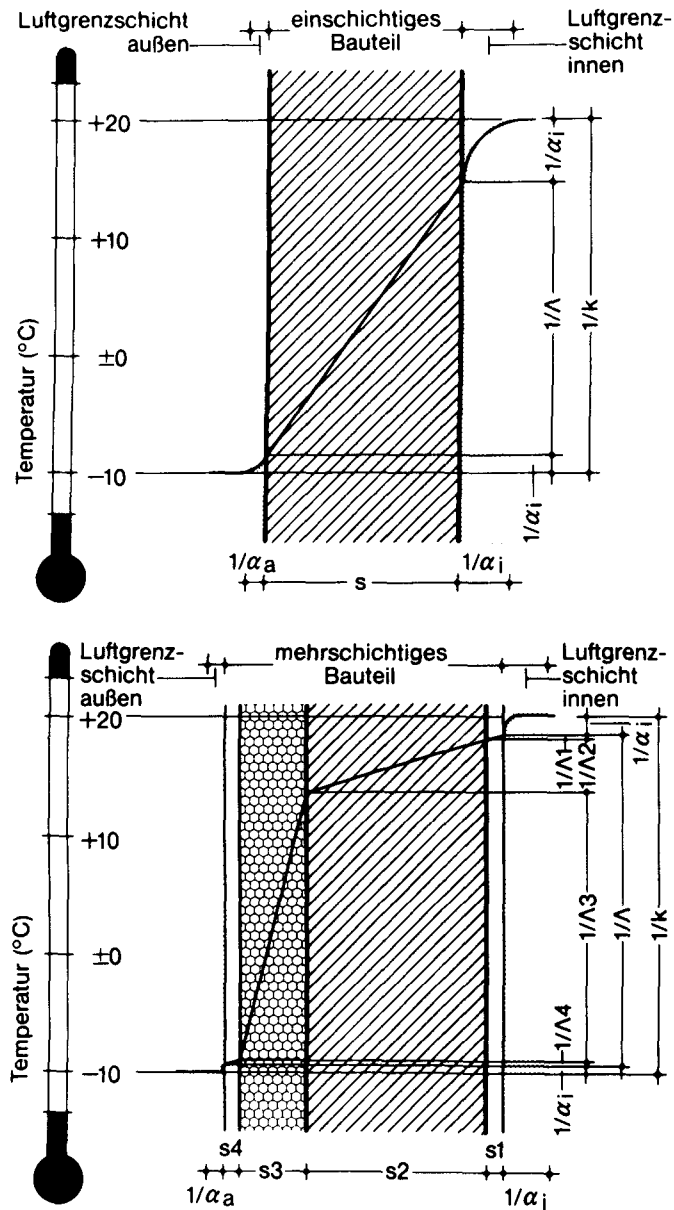 Luftgrenzschicht
außen
einschichtiges
Bauteil
Luftgrenz-
schicht
innen
Temperatur (°C)
+20
+10
±0
−10
1/αi
1/Λ
1/k
1/αi
1/αa
s
1/αi
Luftgrenz-
schicht
außen
mehrschichtiges
Bauteil
Luftgrenz-
schicht
innen
Temperatur (°C)
+20
+10
±0
−10
1/Λ1
1/Λ2
1/αi
1/Λ3
1/Λ
1/k
1/Λ4
1/αi
s4
s3
s2
s1
1/αa
1/αi